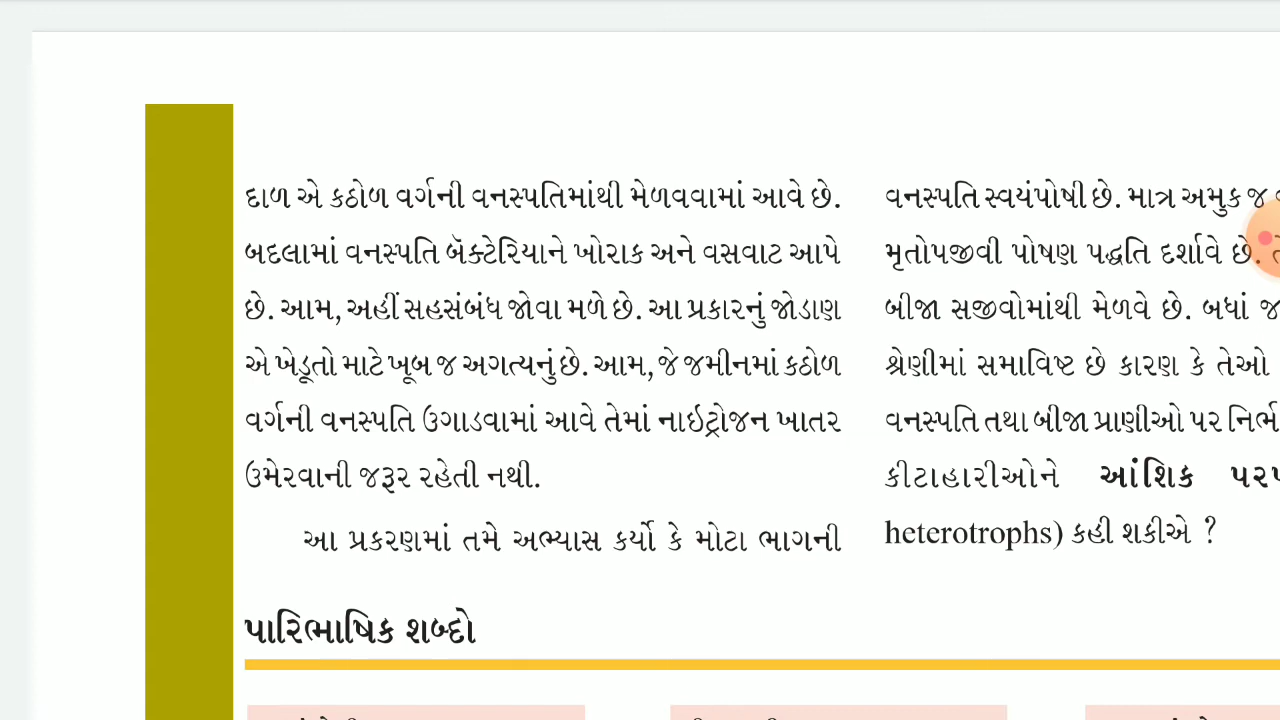 દાળ એ કઠોળ વર્ગની વનસ્પતિમાંથી મેળવવામાં આવે છે.
બદલામાં વનસ્પતિ બૅક્ટેરિયાને ખોરાક અને વસવાટ આપે
છે. આમ, અહીં સહસંબંધ જોવા મળે છે. આ પ્રકારનું જોડાણ
એ ખેડૂતો માટે ખૂબ જ અગત્યનું છે. આમ, જે જમીનમાં કઠોળ
વર્ગની વનસ્પતિ ઉગાડવામાં આવે તેમાં નાઇટ્રોજન ખાતર
ઉમેરવાની જરૂર રહેતી નથી.
આ પ્રકરણમાં તમે અભ્યાસ કર્યો કે મોટા ભાગની
વનસ્પતિ સ્વયંપોષી છે. માત્ર અમુક જ
મૃતોપજીવી પોષણ પદ્ધતિ દર્શાવે છે.
બીજા સજીવોમાંથી મેળવે છે. બધાં
શ્રેણીમાં સમાવિષ્ટ છે કારણ કે તેઓ
વનસ્પતિ તથા બીજા પ્રાણીઓ પર
કીટાહારીઓને આંશિક
heterotrophs) કહી શકીએ ?
પારિભાષિક શબ્દો